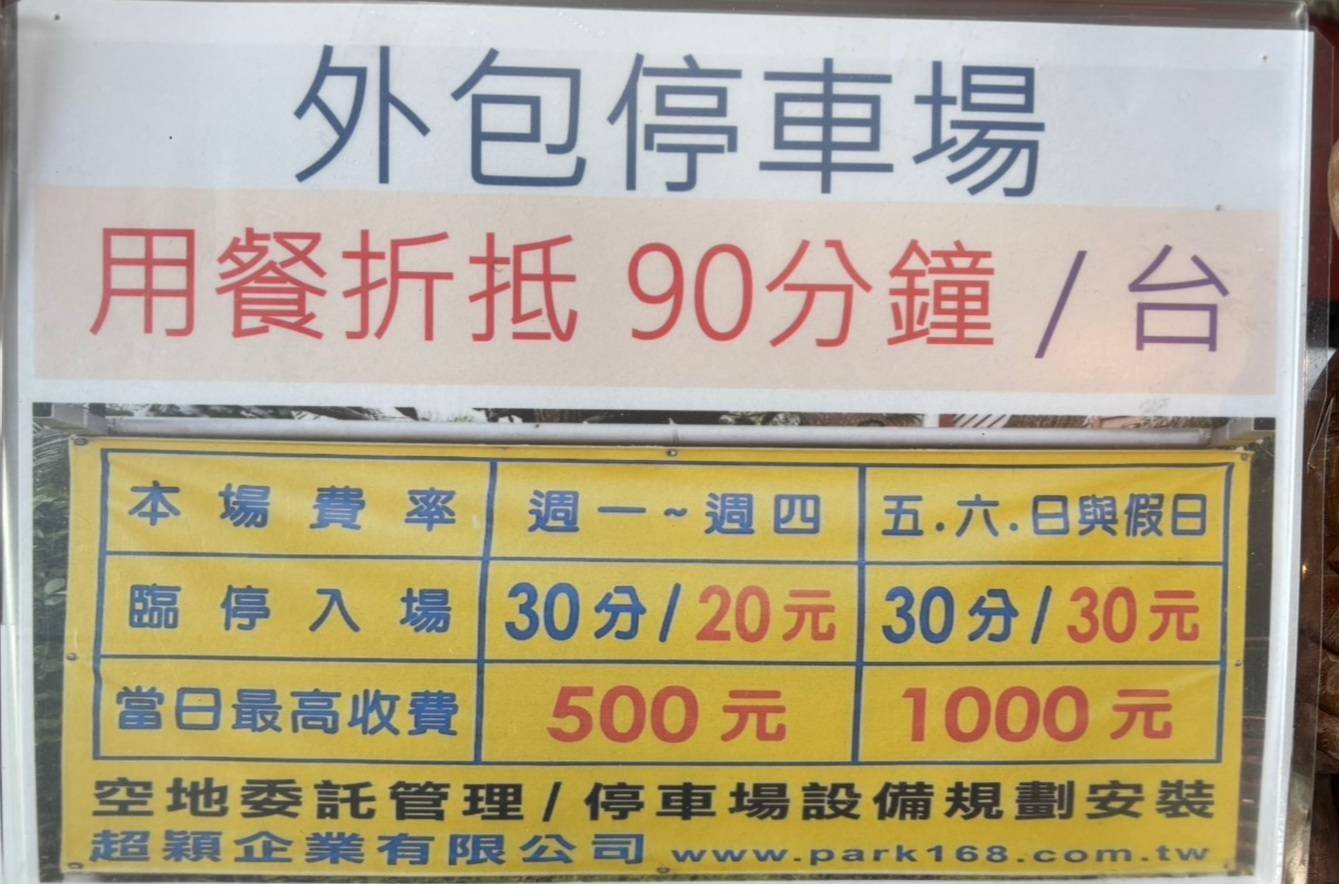 外包停車場
用餐折抵 90分鐘 / 台
本場費率 週一~週四 五.六.日與假日
臨停入場 30分/20元 30分/30元
當日最高收費 500元 1000元
空地委託管理/停車場設備規劃安裝
超穎企業有限公司 www.park168.com.tw